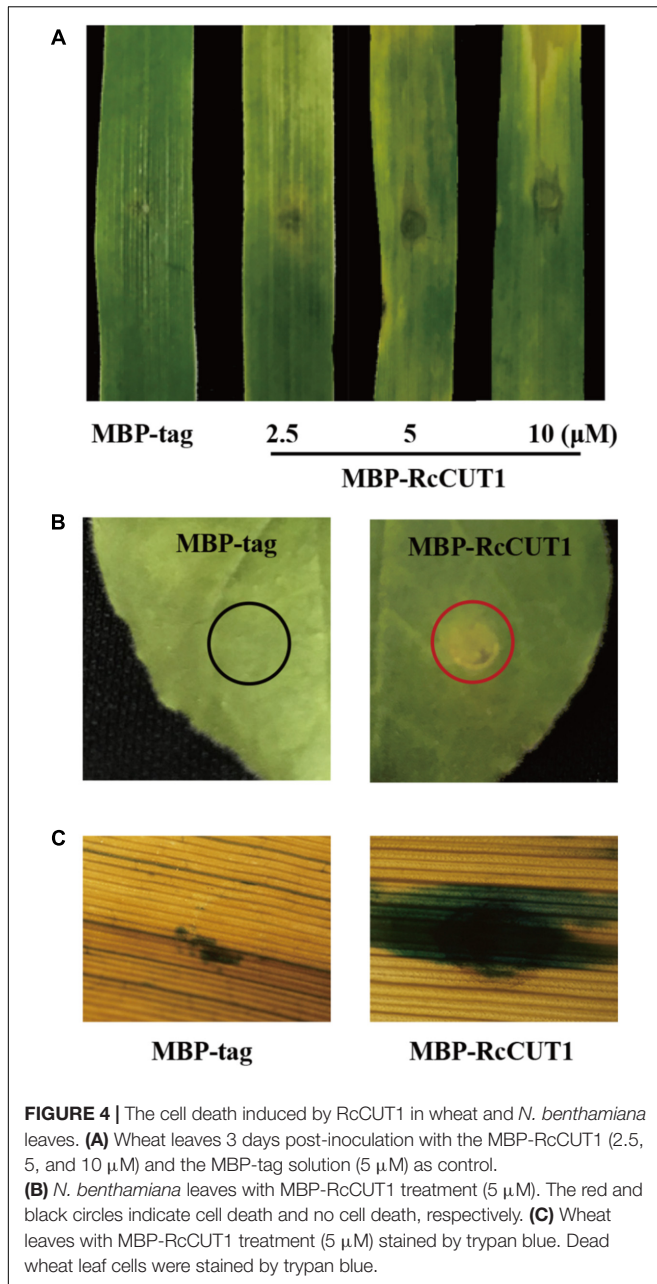 A
MBP-tag 2.5 5 10 (μM)
MBP-RcCUT1
B
MBP-tag MBP-RcCUT1
C
MBP-tag MBP-RcCUT1
FIGURE 4 | The cell death induced by RcCUT1 in wheat and N. benthamiana
leaves. (A) Wheat leaves 3 days post-inoculation with the MBP-RcCUT1 (2.5,
5, and 10 μM) and the MBP-tag solution (5 μM) as control.
(B) N. benthamiana leaves with MBP-RcCUT1 treatment (5 μM). The red and
black circles indicate cell death and no cell death, respectively. (C) Wheat
leaves with MBP-RcCUT1 treatment (5 μM) stained by trypan blue. Dead
wheat leaf cells were stained by trypan blue.